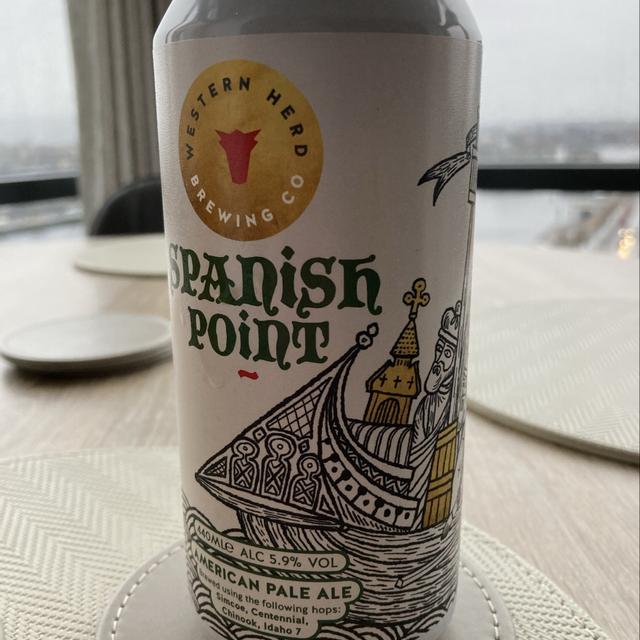 WESTERN HERD
BREWING CO
SPANiSH
POiNT
440MLe ALC 5.9% VOL
AMERICAN PALE ALE
Brewed using the following hops:
Simcoe, Centennial,
Chinook, Idaho 7